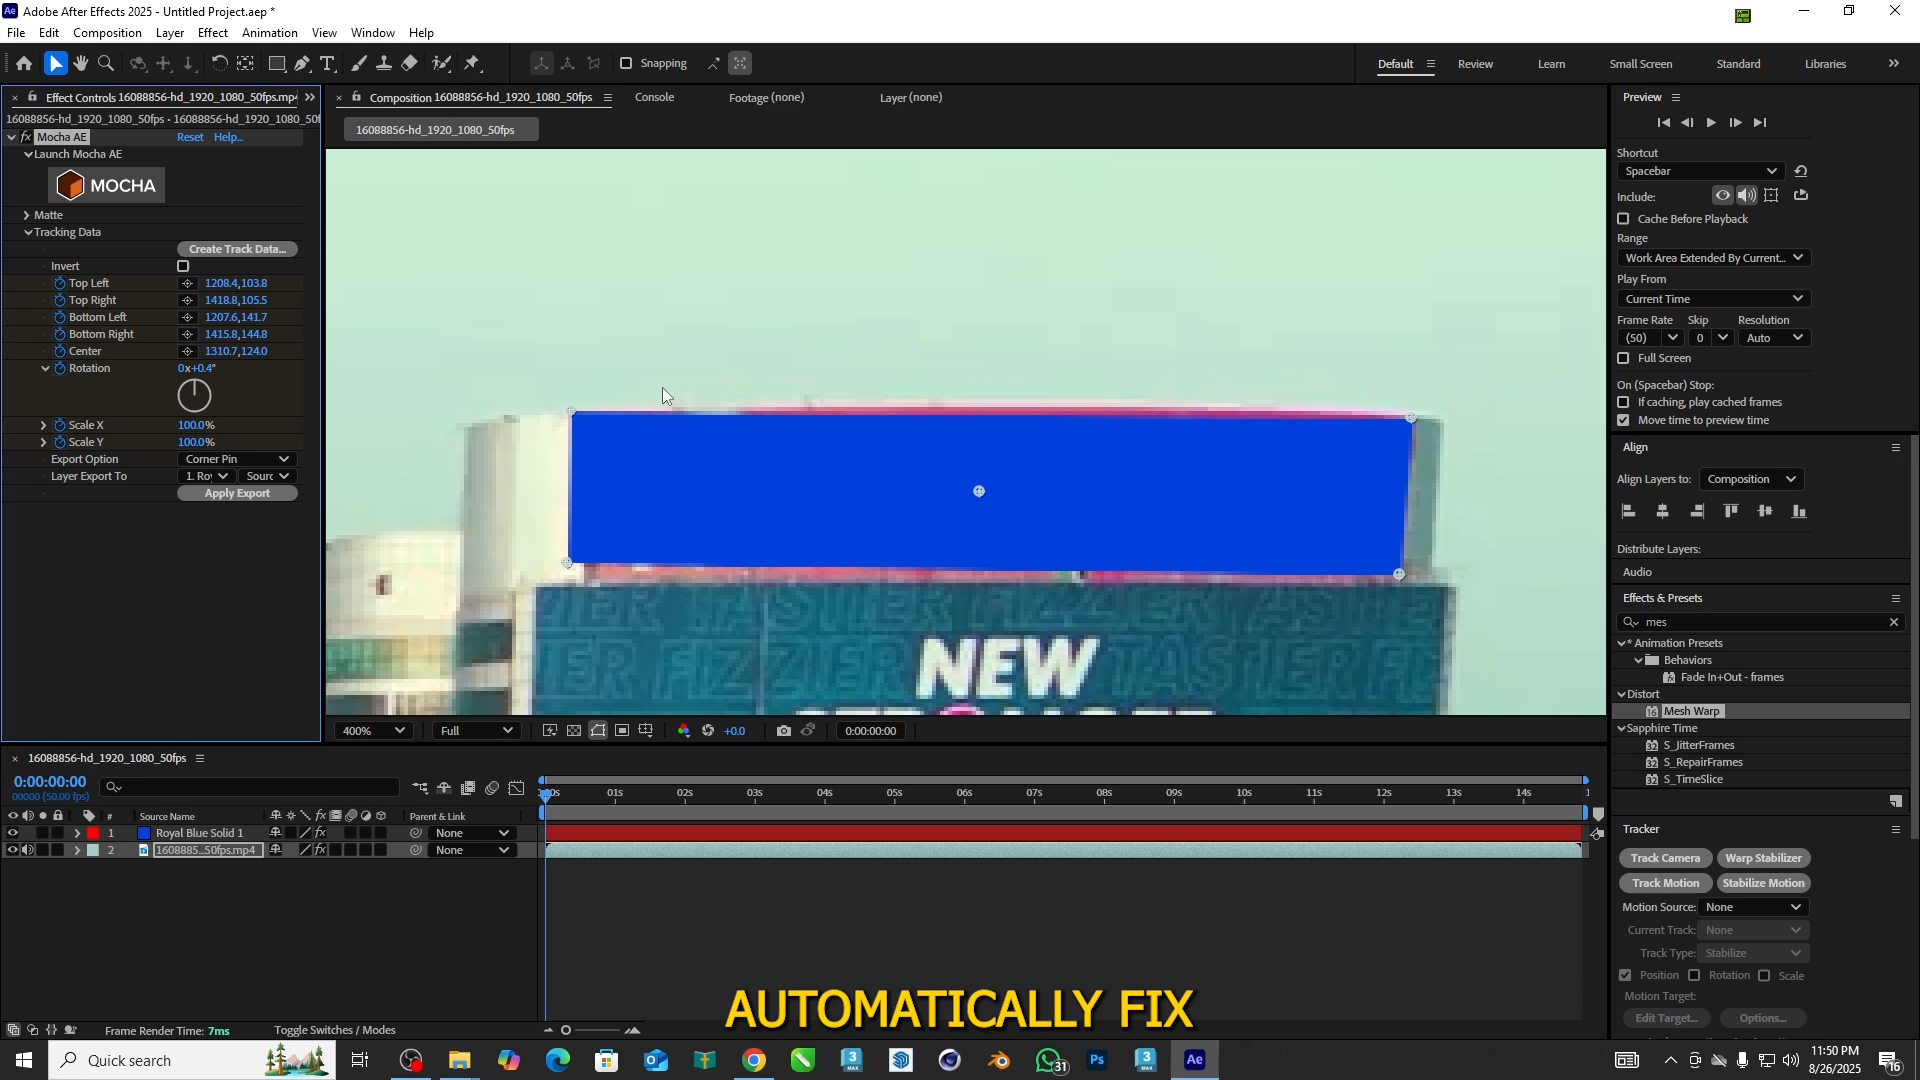 Adobe After Effects 2025 - Untitled Project.aep *
File Edit Composition Layer Effect Animation View Window Help
Snapping
Default Review Learn Small Screen Standard Libraries
Effect Controls 16088856-hd_1920_1080_50fps.mp4
16088856-hd_1920_1080_50fps - 16088856-hd_1920_1080_50f
fx Mocha AE Reset Help...
Launch Mocha AE
MOCHA
Matte
Tracking Data
Create Track Data...
Invert
Top Left 1208.4,103.8
Top Right 1418.8,105.5
Bottom Left 1207.6,141.7
Bottom Right 1415.8,144.8
Center 1310.7,124.0
Rotation 0x+0.4°
Scale X 100.0%
Scale Y 100.0%
Export Option Corner Pin
Layer Export To 1. Ro Sourc
Apply Export
Composition 16088856-hd_1920_1080_50fps Console Footage (none) Layer (none)
16088856-hd_1920_1080_50fps
NEW
400% Full +0.0 0:00:00:00
Preview
Shortcut
Spacebar
Include:
Cache Before Playback
Range
Work Area Extended By Current...
Play From
Current Time
Frame Rate Skip Resolution
(50) 0 Auto
Full Screen
On (Spacebar) Stop:
If caching, play cached frames
Move time to preview time
Align
Align Layers to: Composition
Distribute Layers:
Audio
Effects & Presets
mes
* Animation Presets
Behaviors
Fade In+Out - frames
Distort
Mesh Warp
Sapphire Time
S_JitterFrames
S_RepairFrames
S_TimeSlice
Tracker
Track Camera Warp Stabilizer
Track Motion Stabilize Motion
Motion Source: None
Current Track: None
Track Type: Stabilize
Position Rotation Scale
Motion Target:
Edit Target... Options...
16088856-hd_1920_1080_50fps
0:00:00:00
00000 (50.00 fps)
01s 02s 03s 04s 05s 06s 07s 08s 09s 10s 11s 12s 13s 14s
# Source Name Parent & Link
1 Royal Blue Solid 1 None
2 1608885...50fps.mp4 None
AUTOMATICALLY FIX
Frame Render Time: 7ms Toggle Switches / Modes
Quick search
31
Ps
Ae
11:50 PM
8/26/2025
16